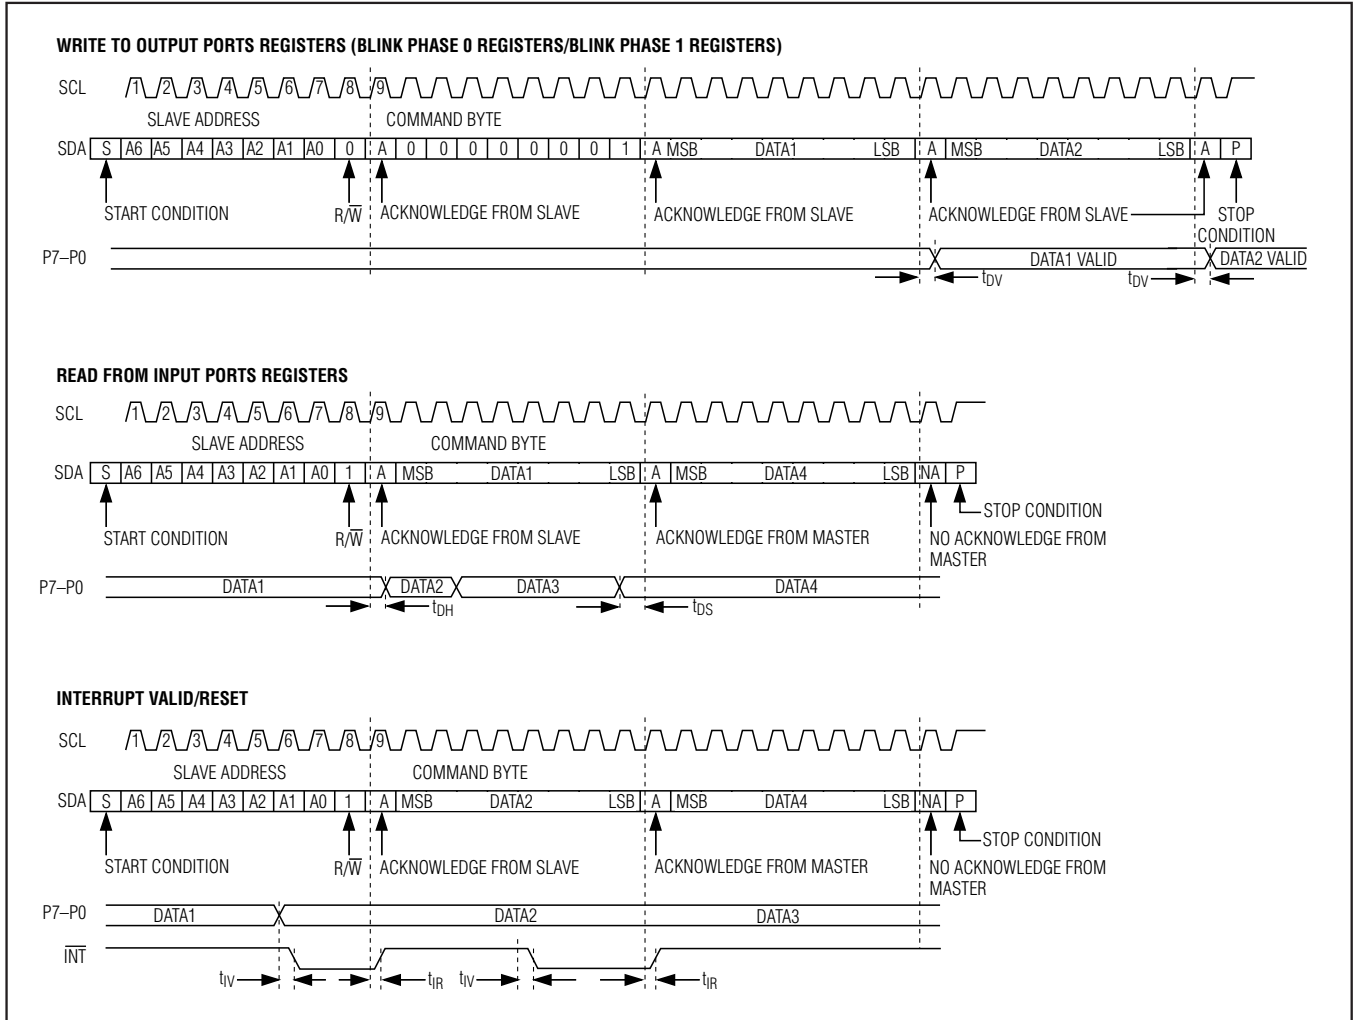 WRITE TO OUTPUT PORTS REGISTERS (BLINK PHASE 0 REGISTERS/BLINK PHASE 1 REGISTERS)
SCL 1 2 3 4 5 6 7 8 9
SLAVE ADDRESS COMMAND BYTE
SDA S A6 A5 A4 A3 A2 A1 A0 0 A 0 0 0 0 0 0 0 1 A MSB DATA1 LSB A MSB DATA2 LSB A P
START CONDITION R/W̅ ACKNOWLEDGE FROM SLAVE ACKNOWLEDGE FROM SLAVE ACKNOWLEDGE FROM SLAVE STOP
CONDITION
P7–P0 DATA1 VALID DATA2 VALID
tDV tDV
READ FROM INPUT PORTS REGISTERS
SCL 1 2 3 4 5 6 7 8 9
SLAVE ADDRESS COMMAND BYTE
SDA S A6 A5 A4 A3 A2 A1 A0 1 A MSB DATA1 LSB A MSB DATA4 LSB NA P
STOP CONDITION
START CONDITION R/W̅ ACKNOWLEDGE FROM SLAVE ACKNOWLEDGE FROM MASTER NO ACKNOWLEDGE FROM
MASTER
P7–P0 DATA1 DATA2 DATA3 DATA4
tDH tDS
INTERRUPT VALID/RESET
SCL 1 2 3 4 5 6 7 8 9
SLAVE ADDRESS COMMAND BYTE
SDA S A6 A5 A4 A3 A2 A1 A0 1 A MSB DATA2 LSB A MSB DATA4 LSB NA P
STOP CONDITION
START CONDITION R/W̅ ACKNOWLEDGE FROM SLAVE ACKNOWLEDGE FROM MASTER NO ACKNOWLEDGE FROM
MASTER
P7–P0 DATA1 DATA2 DATA3
I̅N̅T̅
tIV tIR tIV tIR